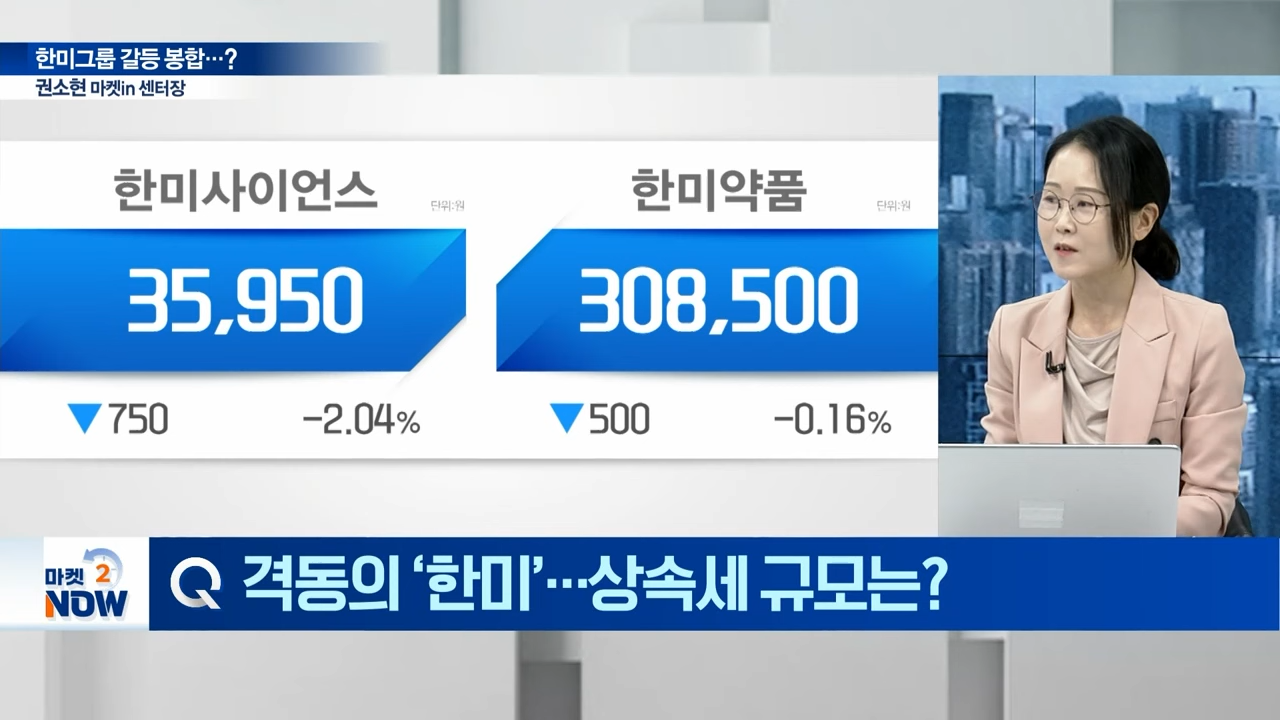 한미그룹 갈등 봉합…?
권소현 마켓in 센터장
한미사이언스
단위:원
35,950
▼750
-2.04%
한미약품
단위:원
308,500
▼500
-0.16%
마켓 2
NOW
Q 격동의 ‘한미’…상속세 규모는?